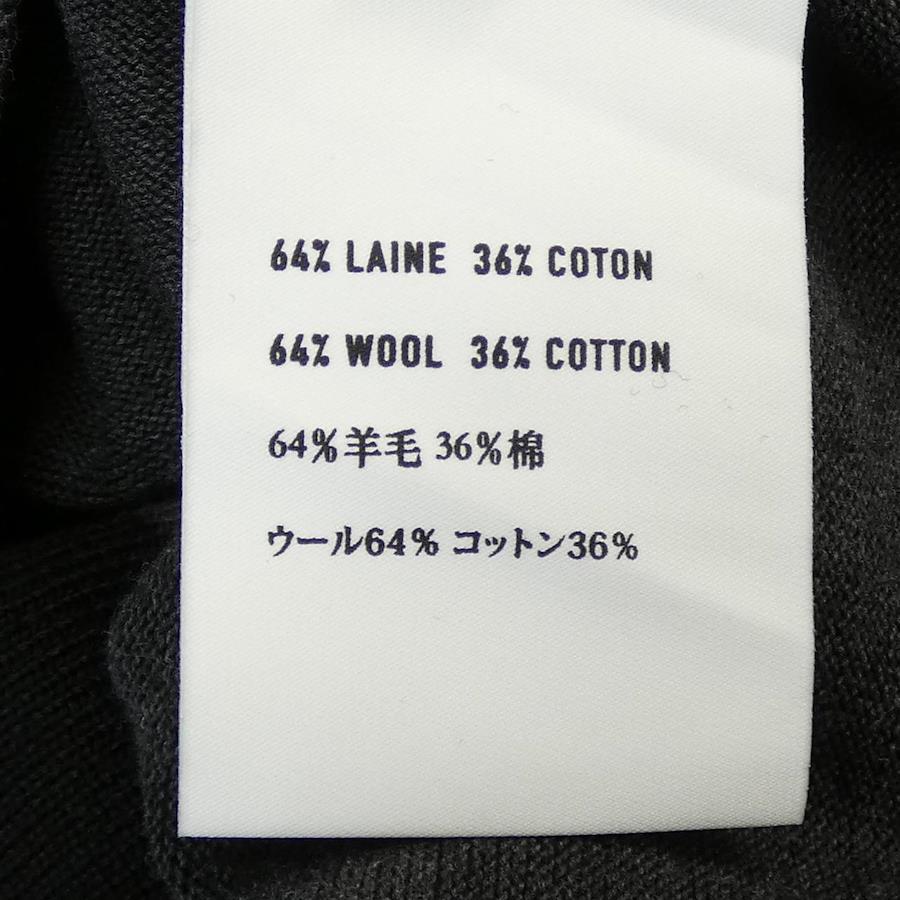 64% LAINE 36% COTON
64% WOOL 36% COTTON
64%羊毛 36%棉
ウール64% コットン36%